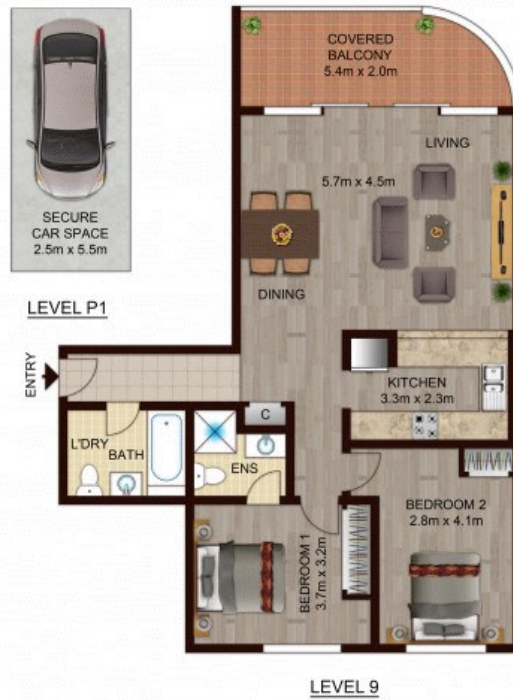 COVERED
BALCONY
5.4m x 2.0m
LIVING
5.7m x 4.5m
SECURE
CAR SPACE
2.5m x 5.5m
LEVEL P1
DINING
ENTRY
KITCHEN
3.3m x 2.3m
C
L'DRY
BATH
ENS
BEDROOM 1
3.7m x 3.2m
BEDROOM 2
2.8m x 4.1m
LEVEL 9